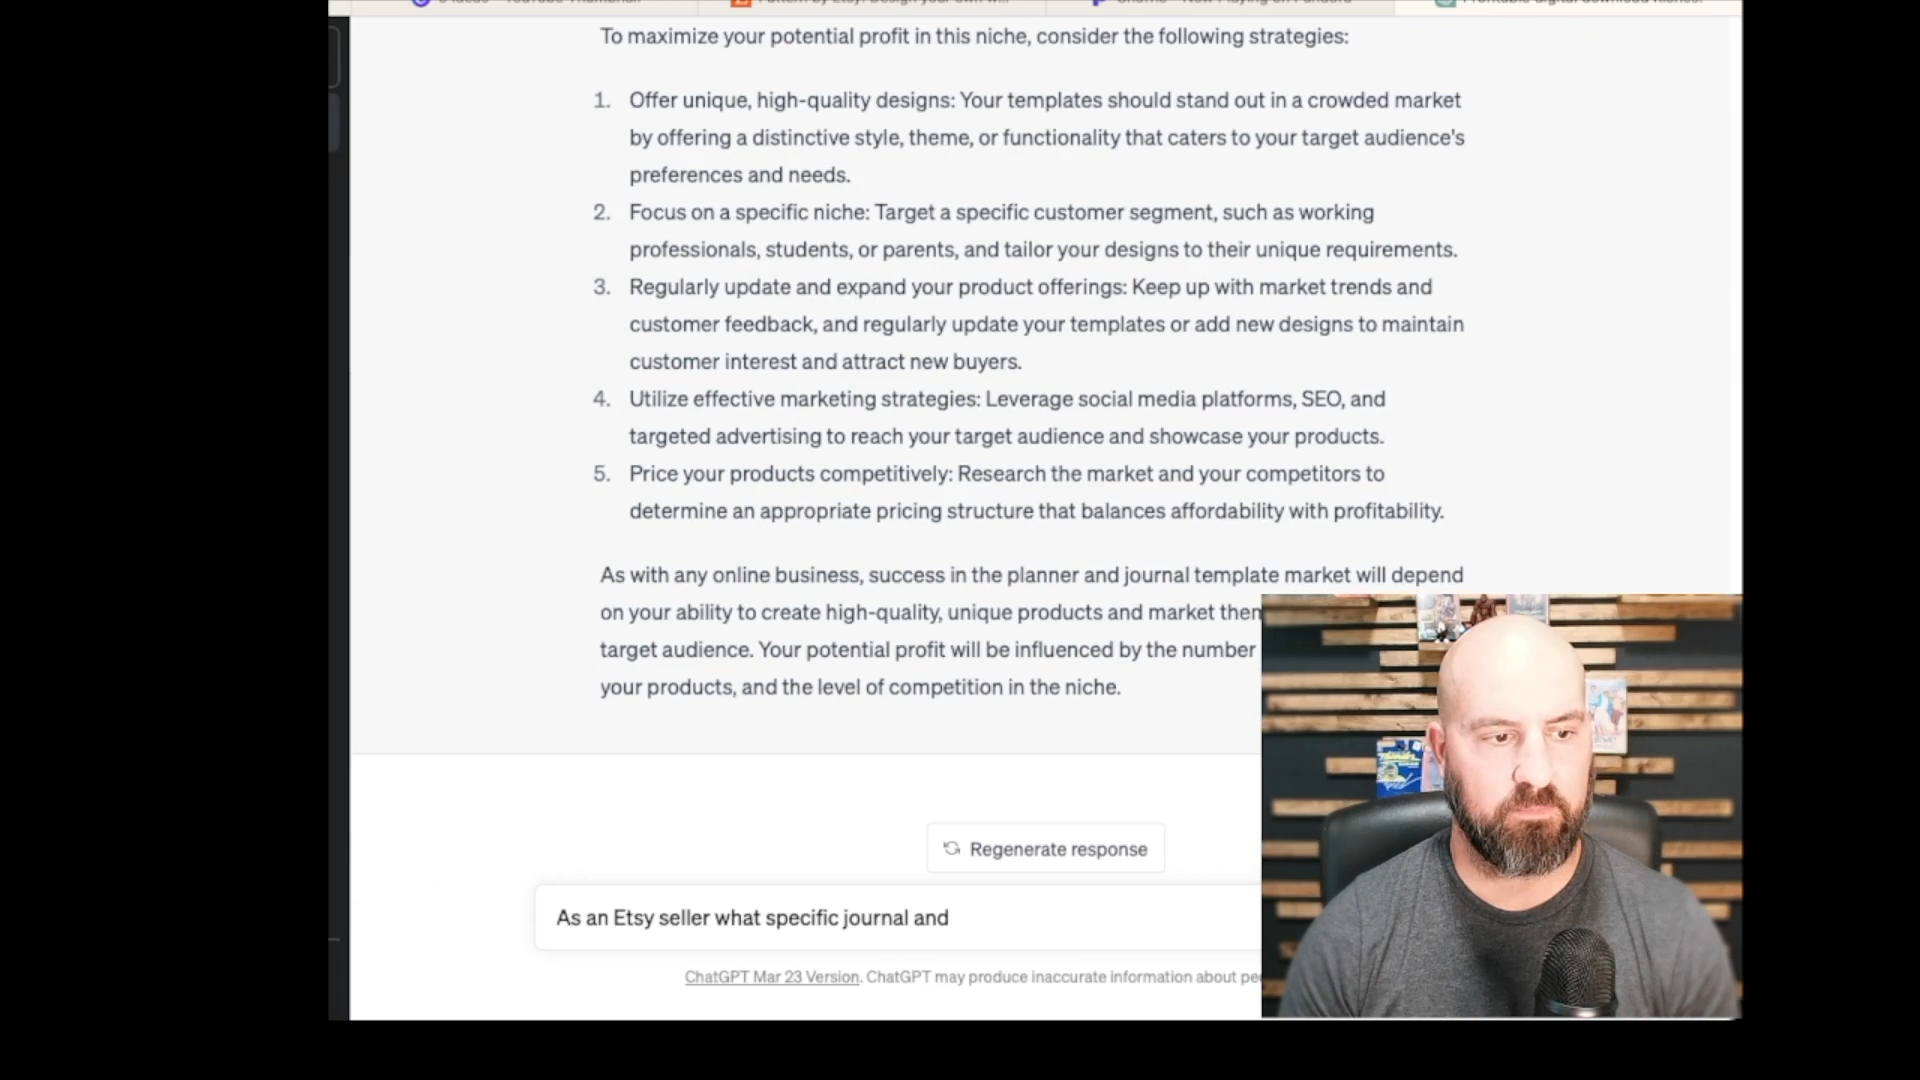 To maximize your potential profit in this niche, consider the following strategies:
1. Offer unique, high-quality designs: Your templates should stand out in a crowded market
by offering a distinctive style, theme, or functionality that caters to your target audience's
preferences and needs.
2. Focus on a specific niche: Target a specific customer segment, such as working
professionals, students, or parents, and tailor your designs to their unique requirements.
3. Regularly update and expand your product offerings: Keep up with market trends and
customer feedback, and regularly update your templates or add new designs to maintain
customer interest and attract new buyers.
4. Utilize effective marketing strategies: Leverage social media platforms, SEO, and
targeted advertising to reach your target audience and showcase your products.
5. Price your products competitively: Research the market and your competitors to
determine an appropriate pricing structure that balances affordability with profitability.
As with any online business, success in the planner and journal template market will depend
on your ability to create high-quality, unique products and market
target audience. Your potential profit will be influenced by the number
your products, and the level of competition in the niche.
Regenerate response
As an Etsy seller what specific journal and
ChatGPT Mar 23 Version. ChatGPT may produce inaccurate information about